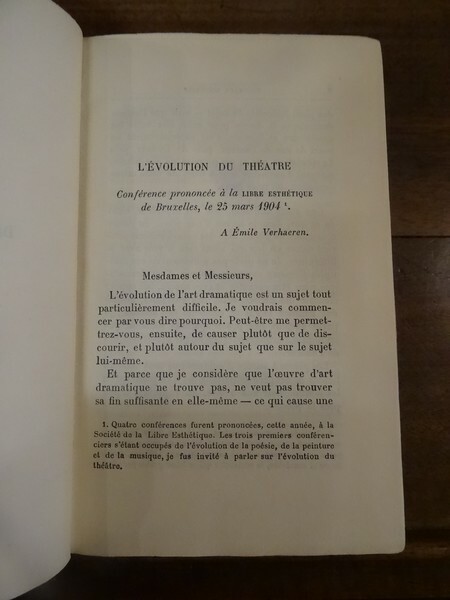 L'ÉVOLUTION DU THÉATRE
Conférence prononcée à la LIBRE ESTHÉTIQUE
de Bruxelles, le 25 mars 1904 ¹.
A Émile Verhaeren.
Mesdames et Messieurs,
L'évolution de l'art dramatique est un sujet tout
particulièrement difficile. Je voudrais commen-
cer par vous dire pourquoi. Peut-être me permet-
trez-vous, ensuite, de causer plutôt que de dis-
courir, et plutôt autour du sujet que sur le sujet
lui-même.
Et parce que je considère que l'œuvre d'art
dramatique ne trouve pas, ne veut pas trouver
sa fin suffisante en elle-même — ce qui cause une
1. Quatre conférences furent prononcées, cette année, à la
Société de la Libre Esthétique. Les trois premiers conféren-
ciers s'étant occupés de l'évolution de la poésie, de la peinture
et de la musique, je fus invité à parler sur l'évolution du
théâtre.